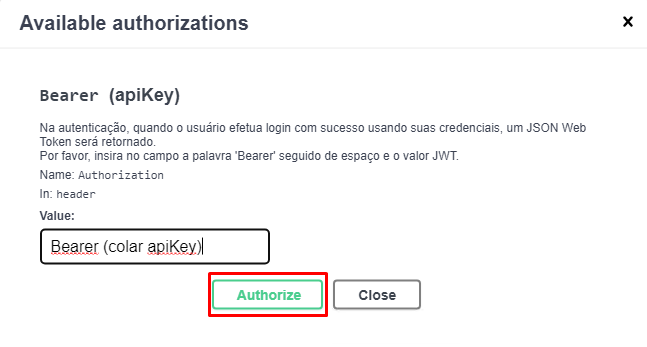 Available authorizations
×
Bearer (apiKey)
Na autenticação, quando o usuário efetua login com sucesso usando suas credenciais, um JSON Web
Token será retornado.
Por favor, insira no campo a palavra 'Bearer' seguido de espaço e o valor JWT.
Name: Authorization
In: header
Value:
Bearer (colar apiKey)
Authorize
Close